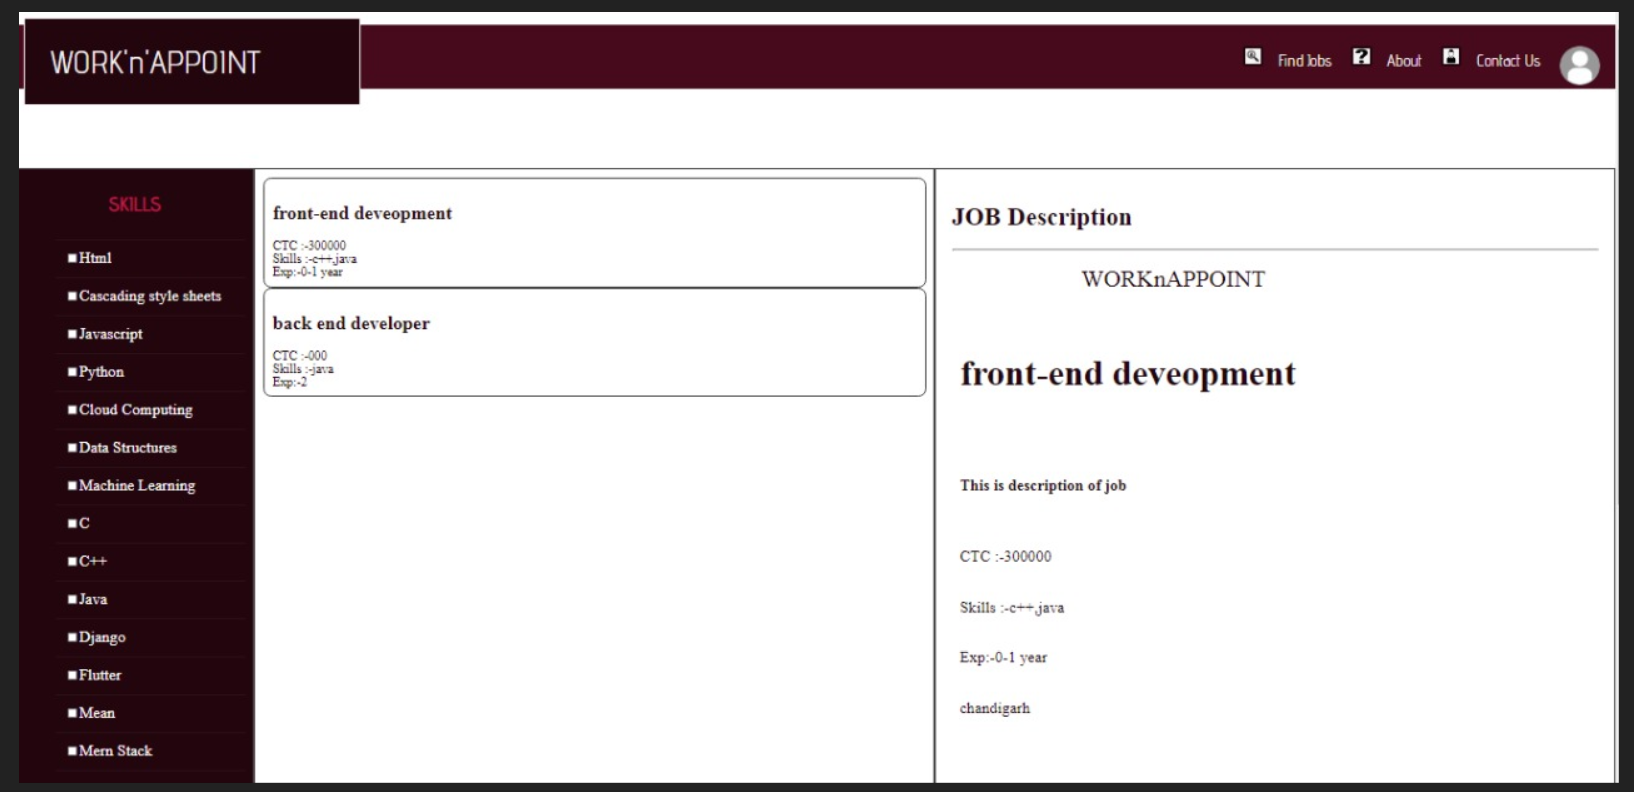 WORK'n'APPOINT
Find Jobs
About
Contact Us
SKILLS
Html
Cascading style sheets
Javascript
Python
Cloud Computing
Data Structures
Machine Learning
C
C++
Java
Django
Flutter
Mean
Mern Stack
front-end deveopment
CTC :-300000
Skills :-c++,java
Exp:-0-1 year
back end developer
CTC :-000
Skills :-java
Exp:-2
JOB Description
WORKnAPPOINT
front-end deveopment
This is description of job
CTC :-300000
Skills :-c++,java
Exp:-0-1 year
chandigarh